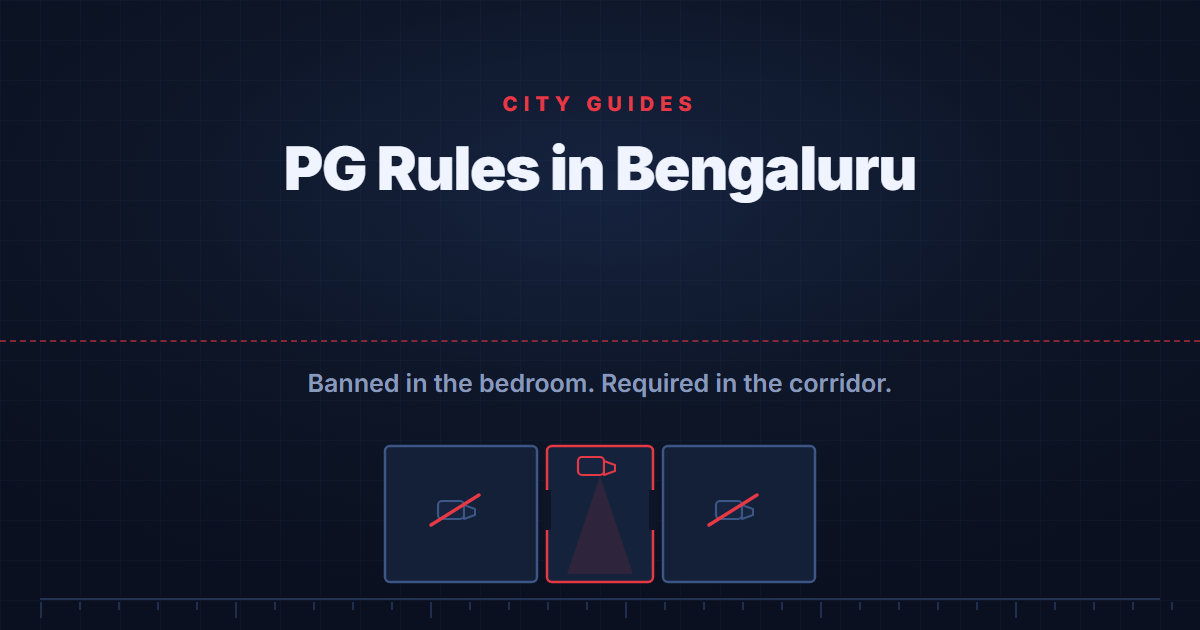 CITY GUIDES
PG Rules in Bengaluru
Banned in the bedroom. Required in the corridor.